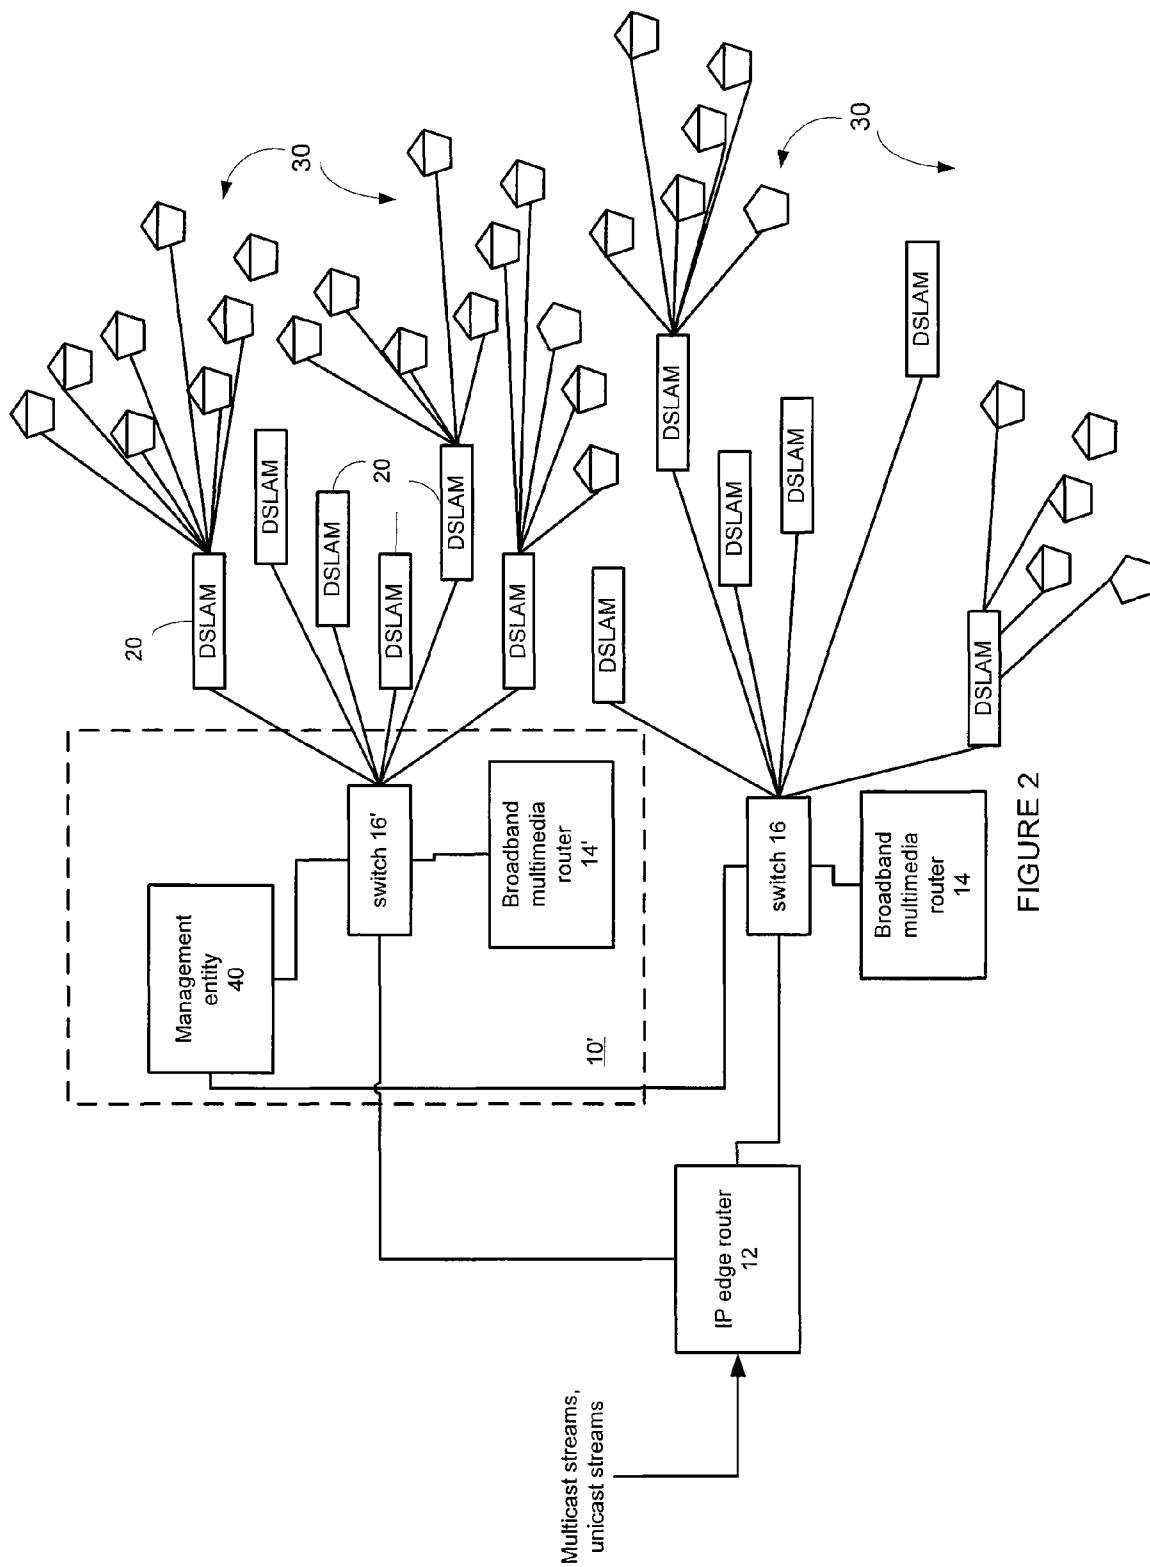 Multicast streams,
unicast streams
IP edge router
12
10'
Management
entity
40
switch 16'
Broadband
multimedia
router
14'
switch 16
Broadband
multimedia
router
14
20
DSLAM
DSLAM
DSLAM
20
DSLAM
DSLAM
DSLAM
30
DSLAM
DSLAM
DSLAM
DSLAM
DSLAM
DSLAM
30
FIGURE 2